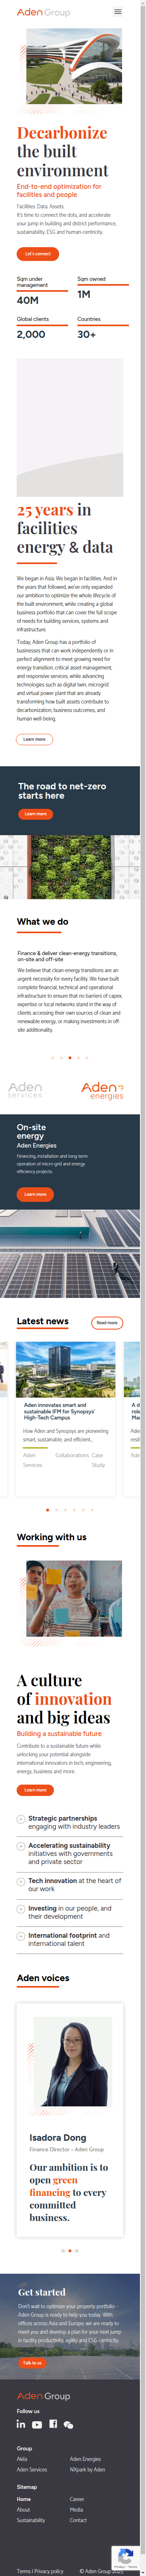 Aden Group
Decarbonize
the built
environment
End-to-end optimization for
facilities and people
Facilities. Data. Assets.
It's time to connect the dots, and accelerate
your jump in building and district performance,
sustainability, ESG and human-centricity.
Let's connect
Sqm under
management
40M
Sqm owned
1M
Global clients
2,000
Countries
30+
25 years in
facilities
energy & data
We began in Asia. We began in facilities. And in
the years that followed, we've only expanded
our ambition to optimize the whole lifecycle of
the built environment, while creating a global
business portfolio that can cover the full scope
of needs for building services, systems and
infrastructure.
Today, Aden Group has a portfolio of
businesses that can work independently or in
perfect alignment to meet growing need for
energy transition, critical asset management,
and responsive services, while advancing
technologies such as digital twin, microgrid
and virtual power plant that are already
transforming how built assets contribute to
decarbonization, business outcomes, and
human well-being.
Learn more
The road to net-zero
starts here
Learn more
What we do
Finance & deliver clean-energy transitions,
on-site and off-site
We believe that clean-energy transitions are an
urgent necessity for every facility. We have built
the complete financial, technical and operational
infrastructure to ensure that no barriers of capex,
expertise or local networks stand in the way of
clients accessing their own sources of clean and
renewable energy, or making investments in off-
site additionality.
Aden
services
Aden
energies
On-site
energy
Aden Energies
Financing, installation and long-term
operation of micro-grid and energy
efficiency projects.
Learn more
Latest news
Read more
Aden innovates smart and
sustainable IFM for Synopsys'
High-Tech Campus
How Aden and Synopsys are pioneering
smart, sustainable, and efficient...
Aden
Services
Collaborations
Case
Study
Working with us
A culture
of innovation
and big ideas
Building a sustainable future
Contribute to a sustainable future while
unlocking your potential alongside
international innovators in tech, engineering,
energy, business and more.
Learn more
Strategic partnerships
engaging with industry leaders
Accelerating sustainability
initiatives with governments
and private sector
Tech innovation at the heart of
our work
Investing in our people, and
their development
International footprint and
international talent
Aden voices
Isadora Dong
Finance Director – Aden Group
Our ambition is to
open green
financing to every
committed
business.
Get started
Don't wait to optimize your property portfolio -
Aden Group is ready to help you today. With
offices across Asia and Europe, we are ready to
meet you and develop a plan for your next jump
in facility productivity, agility and ESG centricity.
Talk to us
Aden Group
Follow us
Group
Akila
Aden Energies
Aden Services
NXpark by Aden
Sitemap
Home
Career
About
Media
Sustainability
Contact
Terms I Privacy policy
© Aden Group 2023
Privacy - Terms